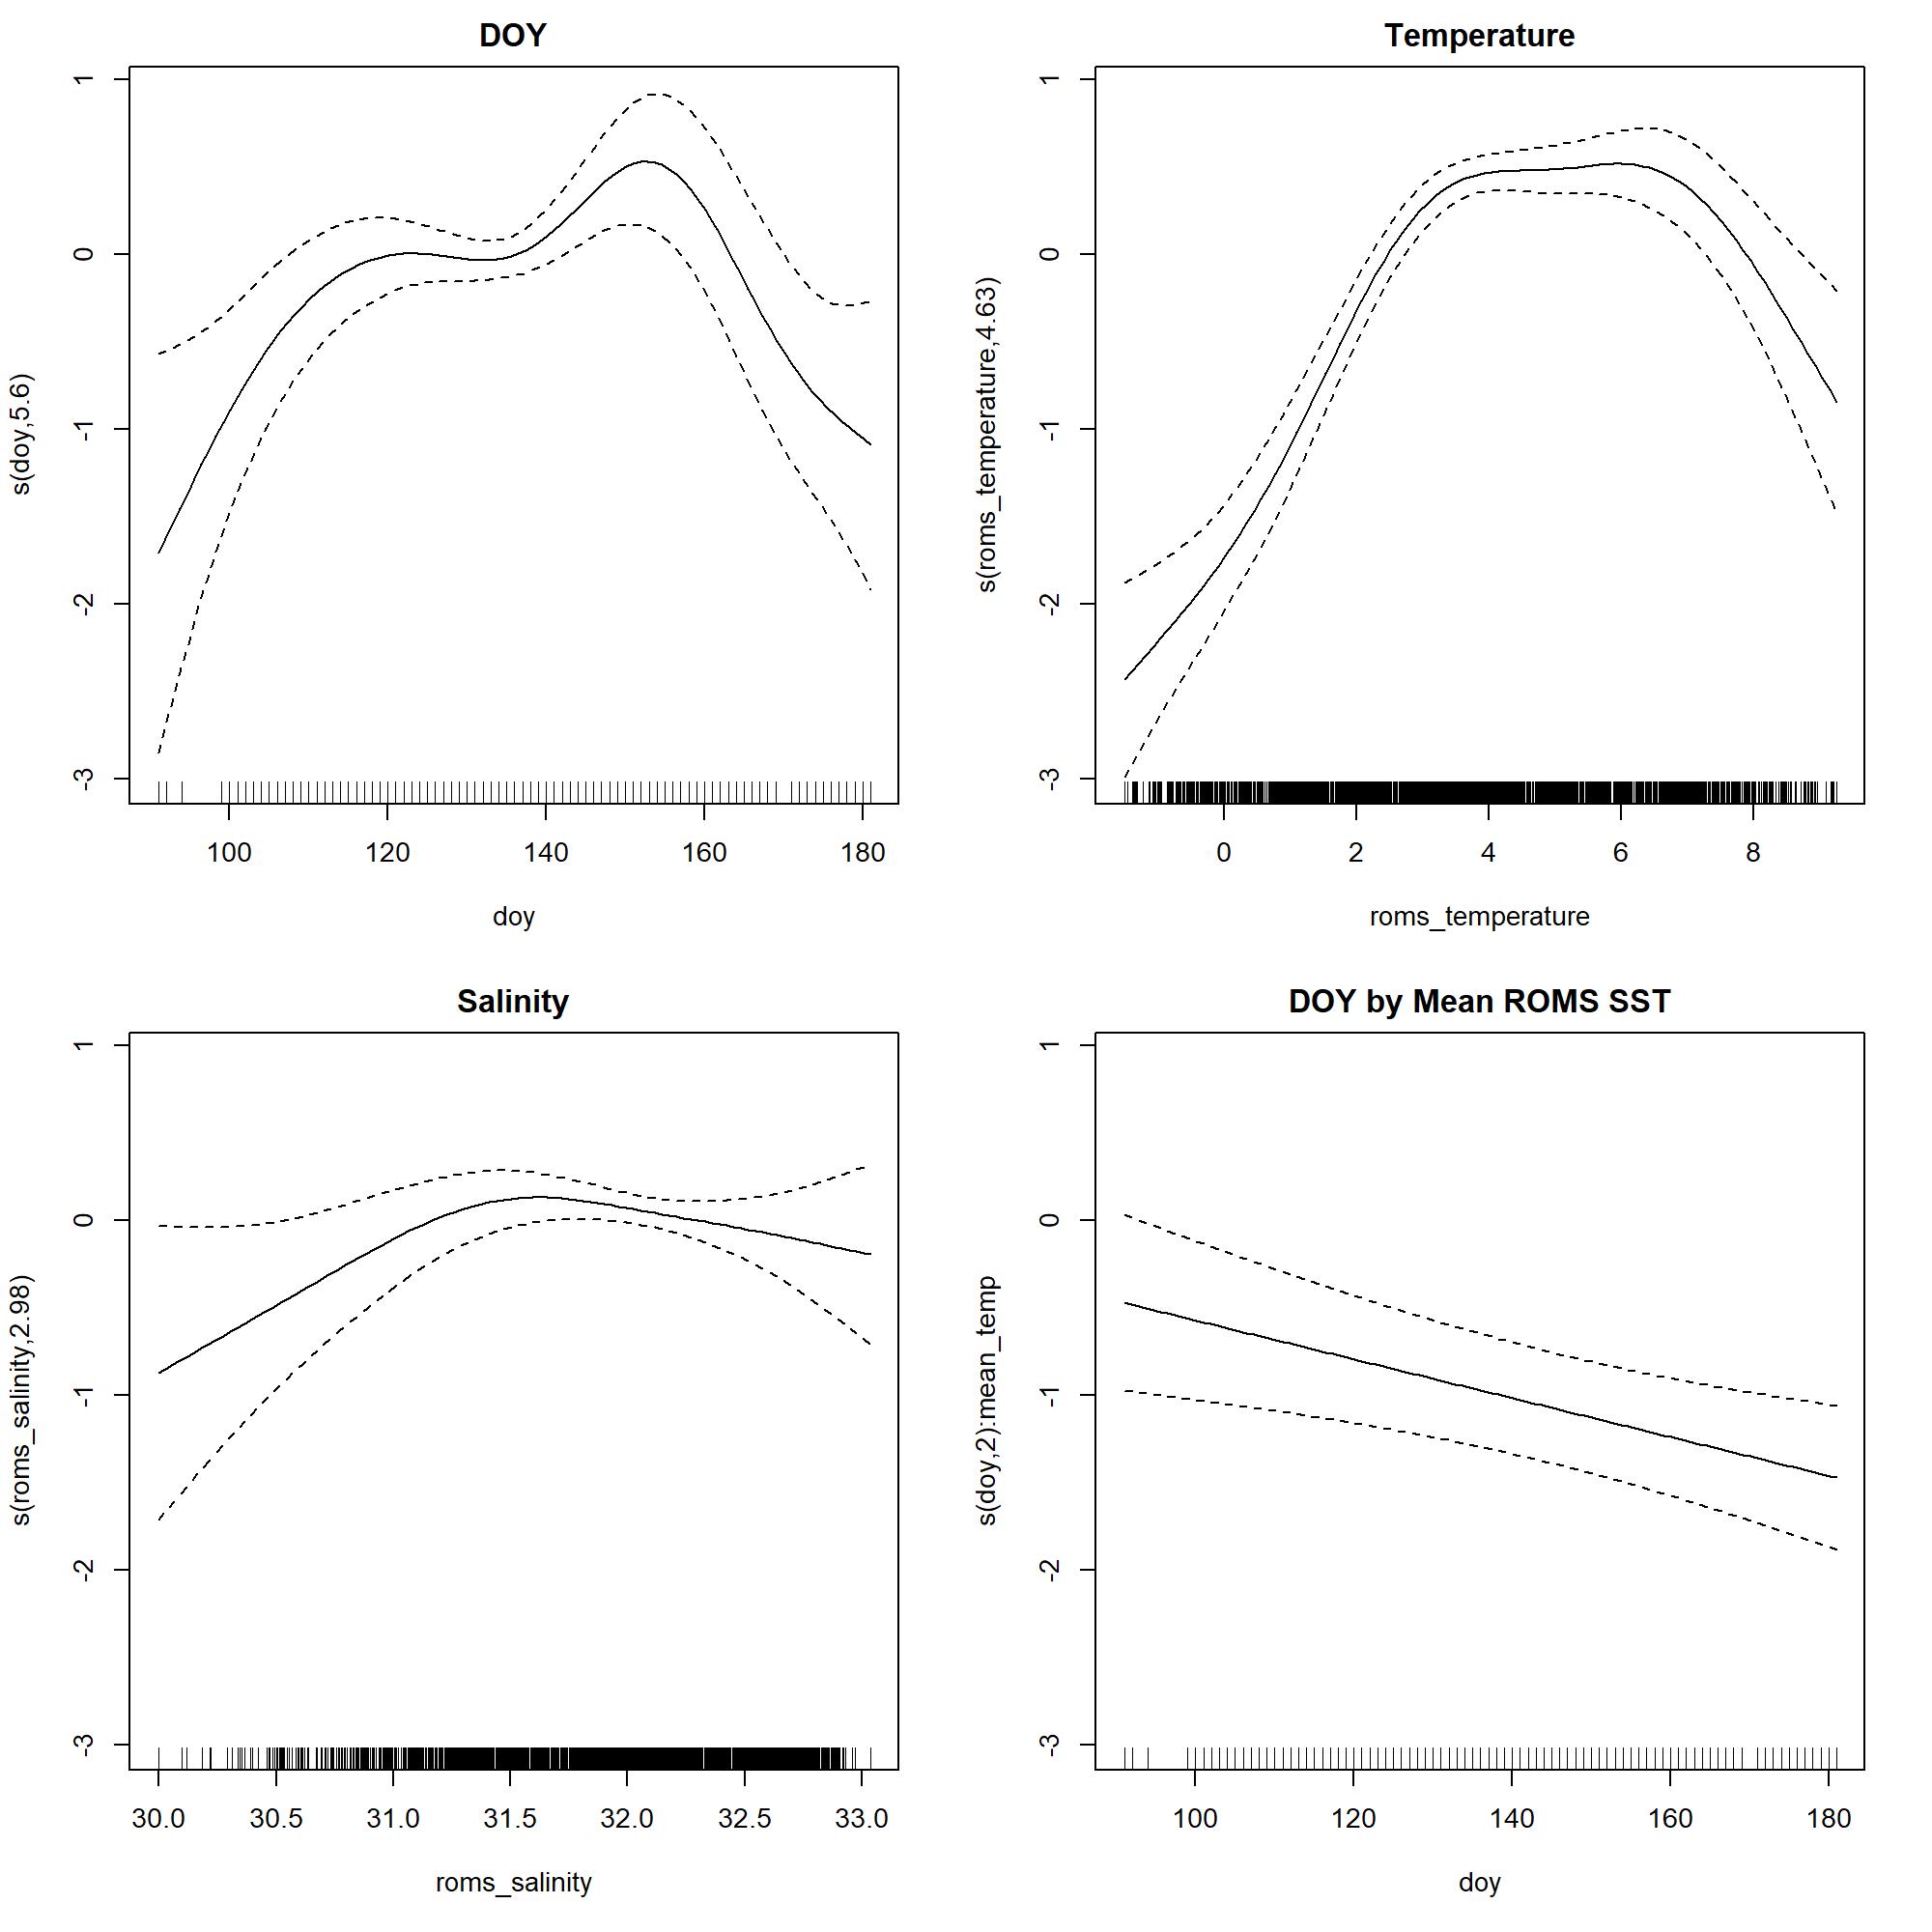 DOY
1
0
-1
-2
-3
s(doy,5.6)
100 120 140 160 180
doy
Temperature
1
0
-1
-2
-3
s(roms_temperature,4.63)
0 2 4 6 8
roms_temperature
Salinity
1
0
-1
-2
-3
s(roms_salinity,2.98)
30.0 30.5 31.0 31.5 32.0 32.5 33.0
roms_salinity
DOY by Mean ROMS SST
1
0
-1
-2
-3
s(doy,2):mean_temp
100 120 140 160 180
doy